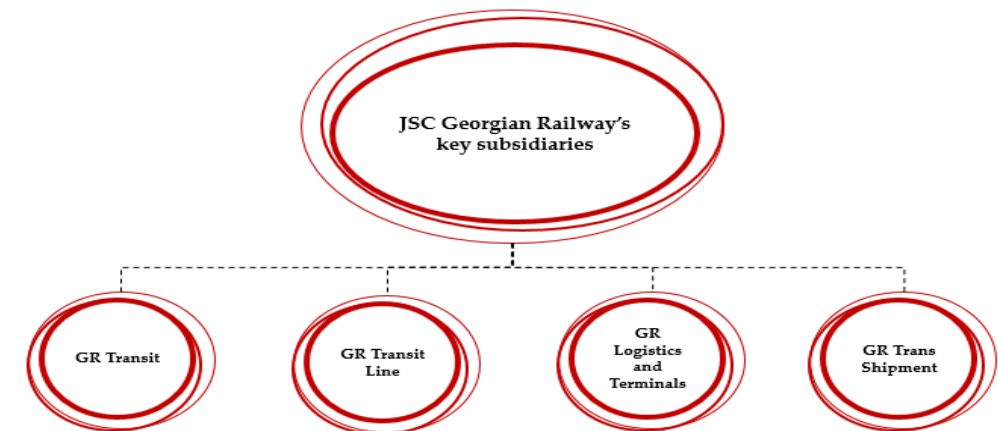 JSC Georgian Railway's
key subsidiaries
GR Transit
GR Transit
Line
GR
Logistics
and
Terminals
GR Trans
Shipment